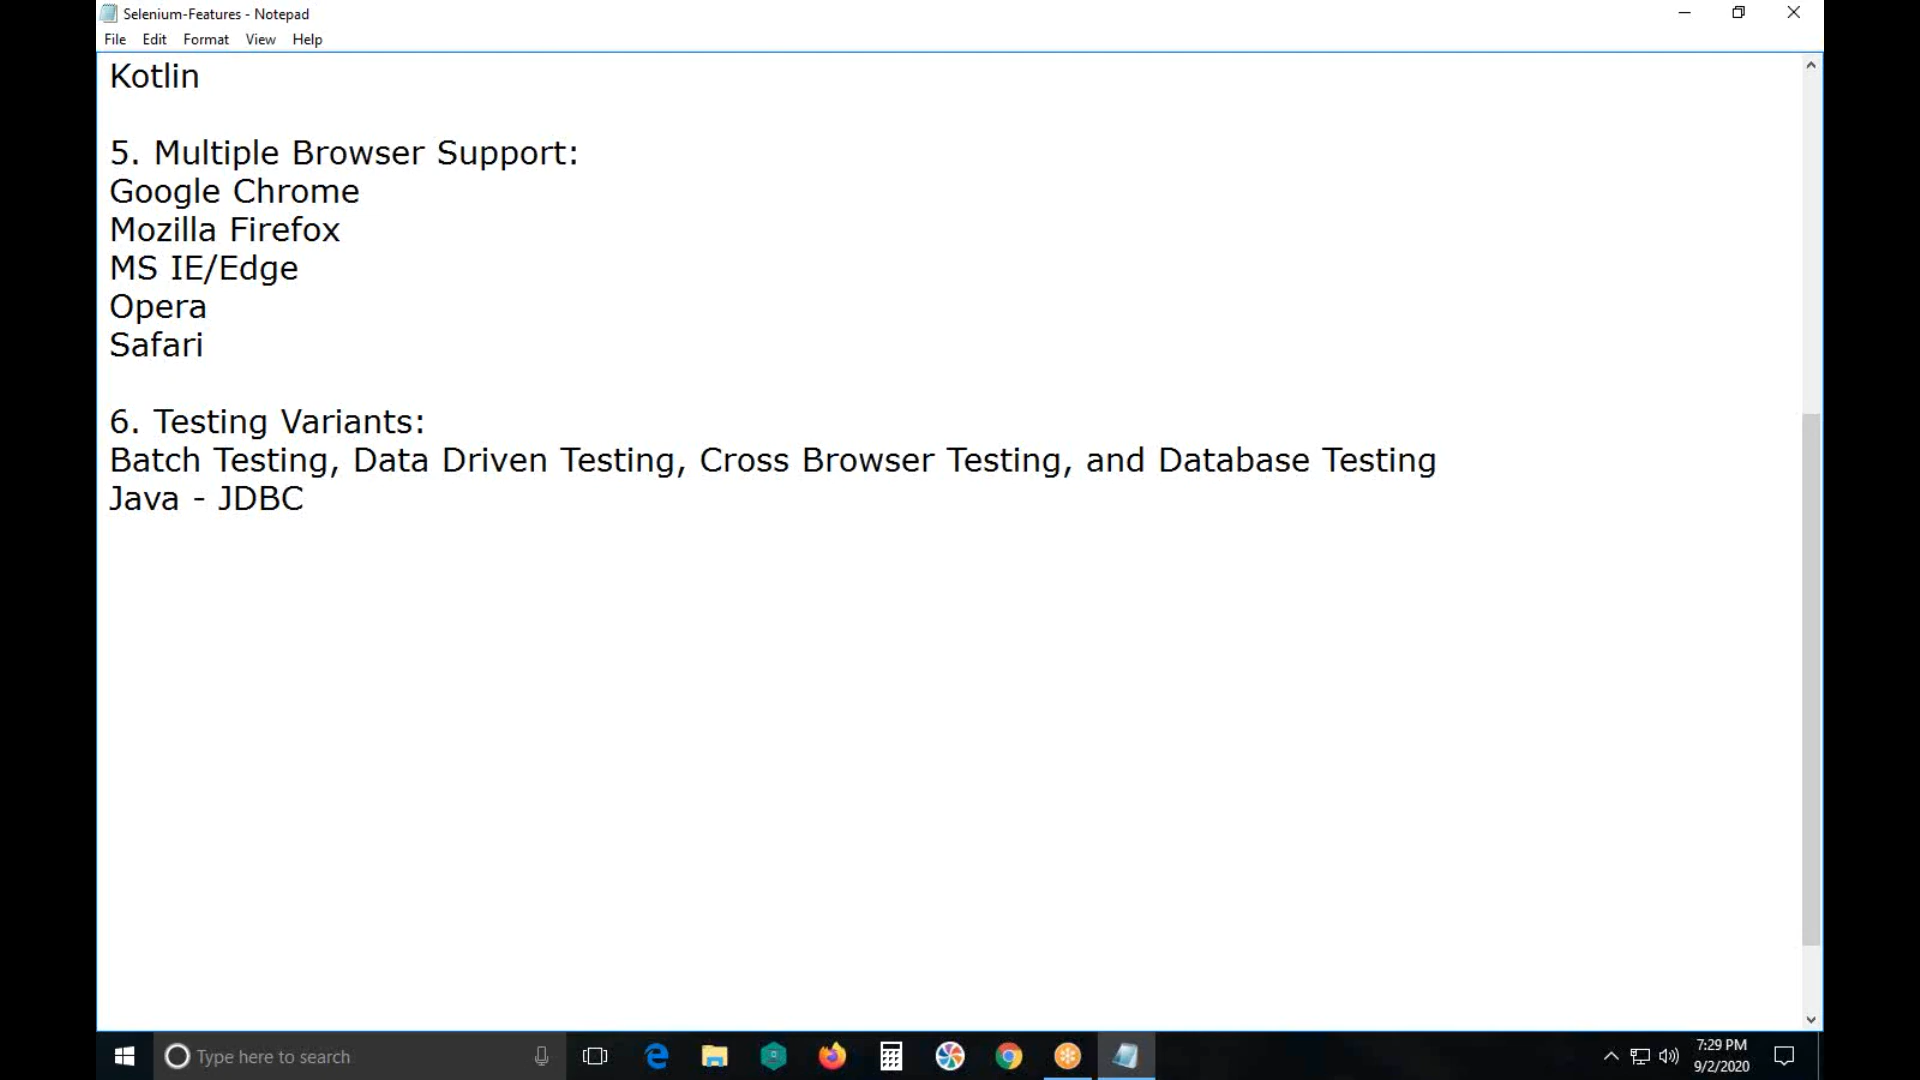 Selenium-Features - Notepad
File Edit Format View Help
Kotlin
5. Multiple Browser Support:
Google Chrome
Mozilla Firefox
MS IE/Edge
Opera
Safari
6. Testing Variants:
Batch Testing, Data Driven Testing, Cross Browser Testing, and Database Testing
Java - JDBC
Type here to search
7:29 PM
9/2/2020